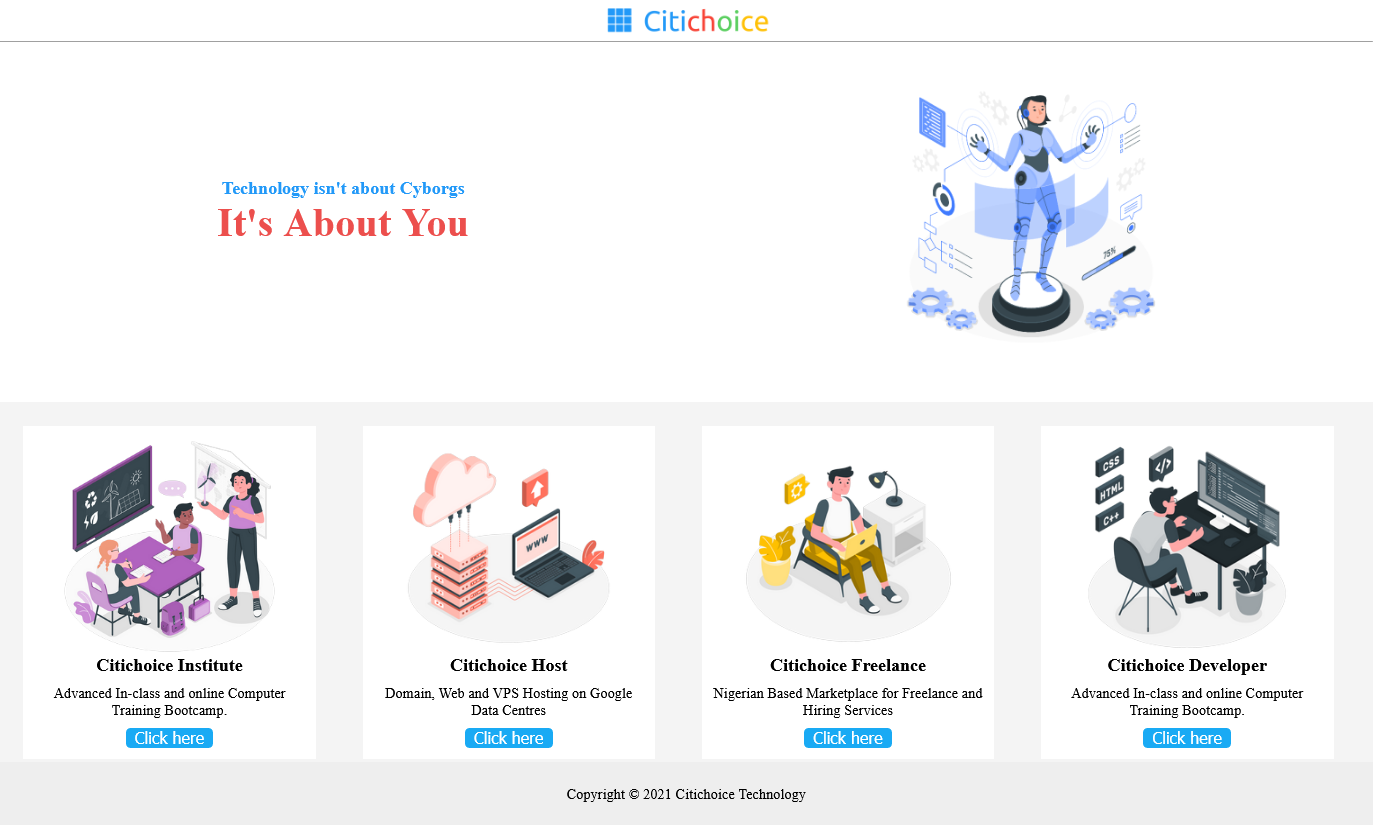 Citichoice
Technology isn't about Cyborgs
It's About You
75%
Citichoice Institute
Advanced In-class and online Computer
Training Bootcamp.
Click here
WWW
Citichoice Host
Domain, Web and VPS Hosting on Google
Data Centres
Click here
Citichoice Freelance
Nigerian Based Marketplace for Freelance and
Hiring Services
Click here
CSS
</>
HTML
C++
Citichoice Developer
Advanced In-class and online Computer
Training Bootcamp.
Click here
Copyright © 2021 Citichoice Technology